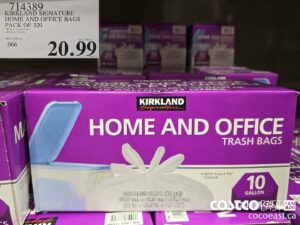 714389
KIRKLAND SIGNATURE
HOME AND OFFICE BAGS
PACK OF 320
.066
20.99
KIRKLAND
Signature
HOME AND OFFICE
TRASH BAGS
10
GALLON
COSTCO
cocoeast.ca